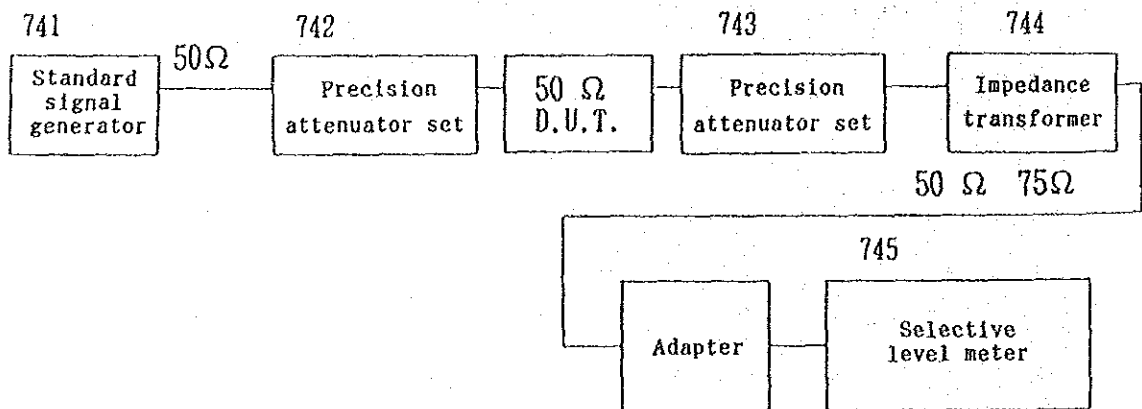 741
742
743
744
50Ω
Standard
signal
generator
Precision
attenuator set
50 Ω
D.U.T.
Precision
attenuator set
Impedance
transformer
50 Ω 75Ω
745
Adapter
Selective
level meter